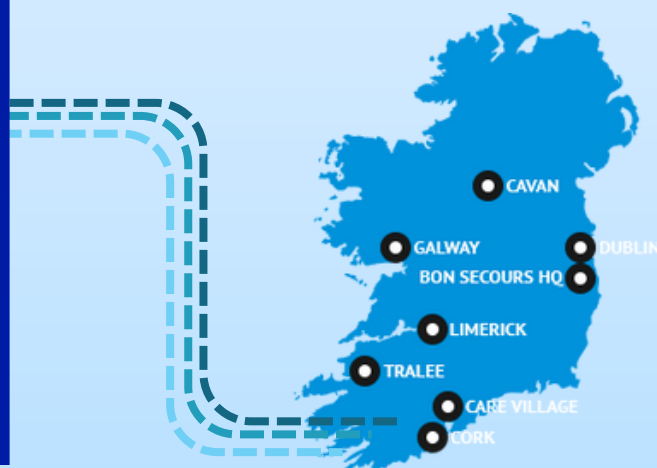 CAVAN
GALWAY
DUBLIN
BON SECOURS HQ
LIMERICK
TRALEE
CARE VILLAGE
CORK